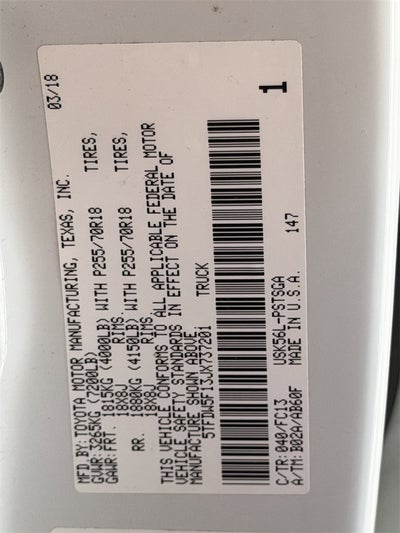 MFD BY: TOYOTA MOTOR MANUFACTURING, TEXAS, INC. 03/18
GVWR: 3265KG (7200LB)
GAWR: FRT. 1815KG (4000LB) WITH P255/70R18 TIRES,
18X8J RIMS.
RR. 1880KG (4150LB) WITH P255/70R18 TIRES,
18X8J RIMS.
THIS VEHICLE CONFORMS TO ALL APPLICABLE FEDERAL MOTOR
VEHICLE SAFETY STANDARDS IN EFFECT ON THE DATE OF
MANUFACTURE SHOWN ABOVE.
5TFDW5F13JX737201 TRUCK
C/TR: 040/FC13 USK56L-PSTSGA 1
A/TM: B02A/AB60F MADE IN U.S.A. 147